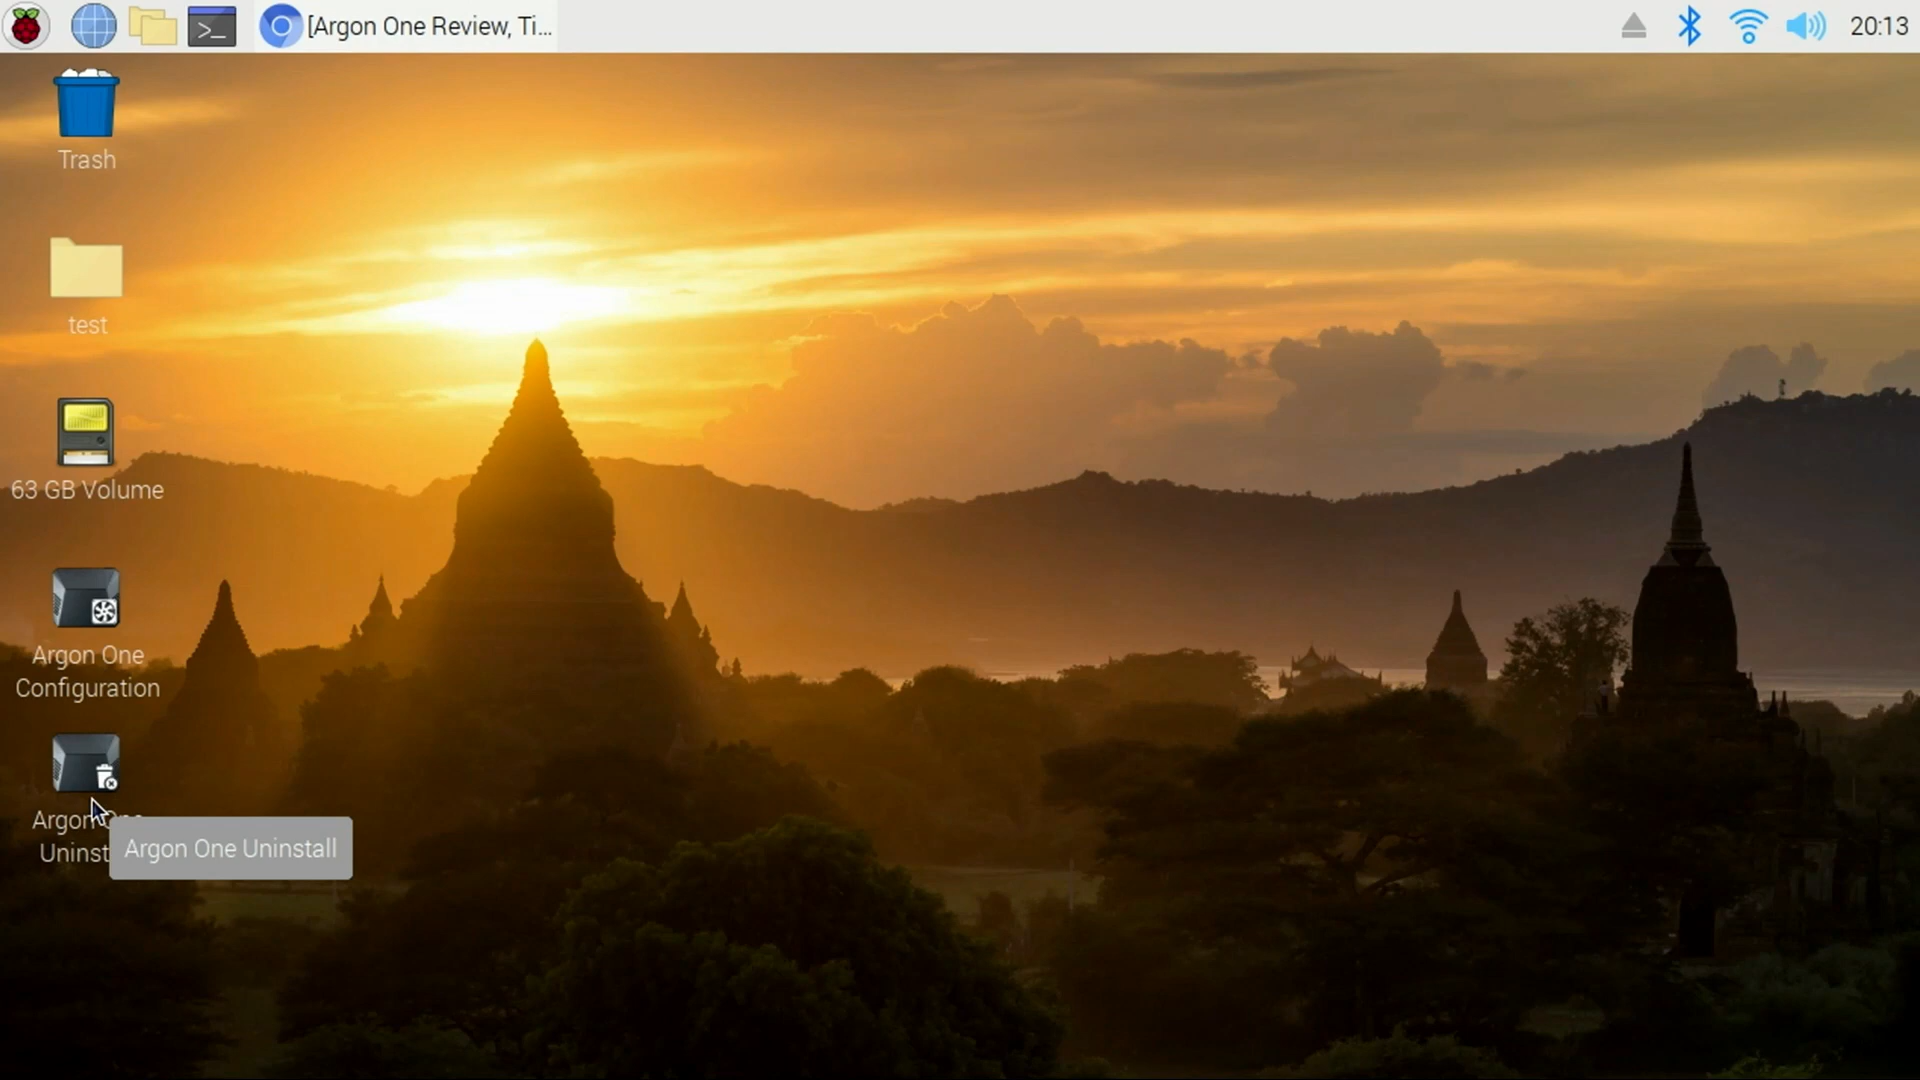 [Argon One Review, Ti...
20:13
Trash
test
63 GB Volume
Argon One
Configuration
Argon One
Uninst
Argon One Uninstall